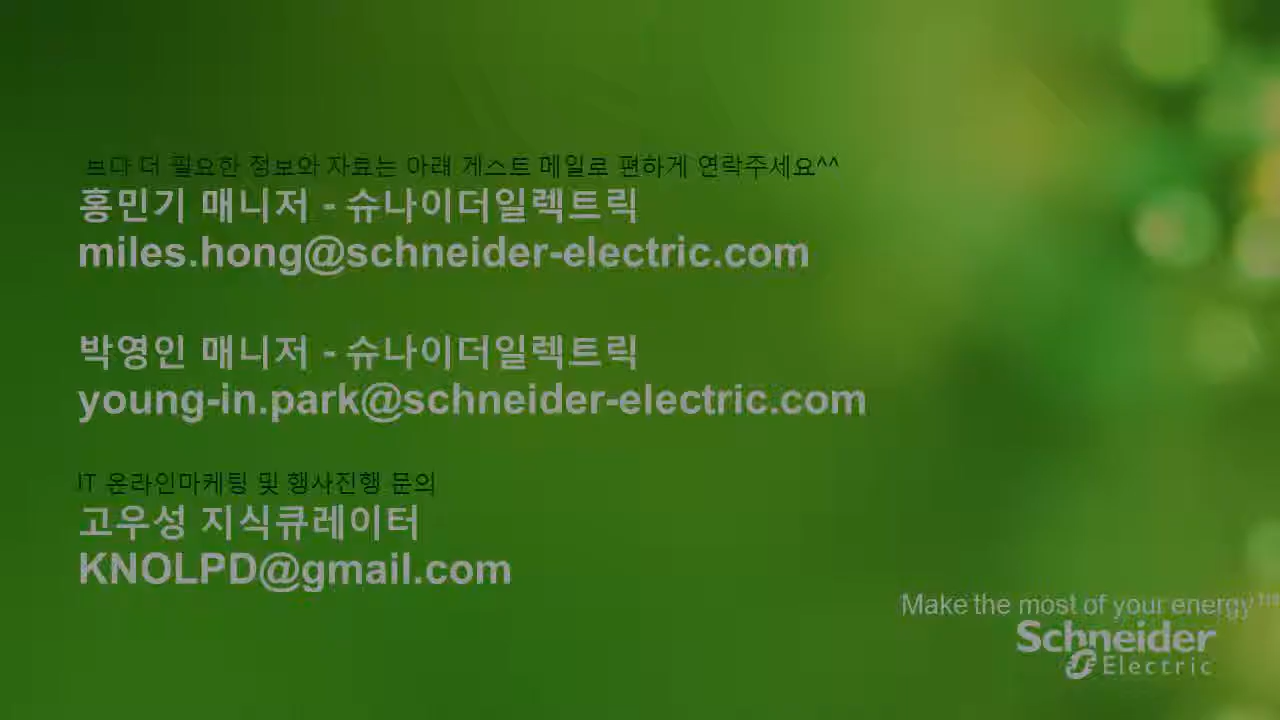 보다 더 필요한 정보와 자료는 아래 게스트 메일로 편하게 연락주세요^^
홍민기 매니저 - 슈나이더일렉트릭
miles.hong@schneider-electric.com
박영인 매니저 - 슈나이더일렉트릭
young-in.park@schneider-electric.com
IT 온라인마케팅 및 행사진행 문의
고우성 지식큐레이터
KNOLPD@gmail.com
Make the most of your energy™
Schneider
Electric